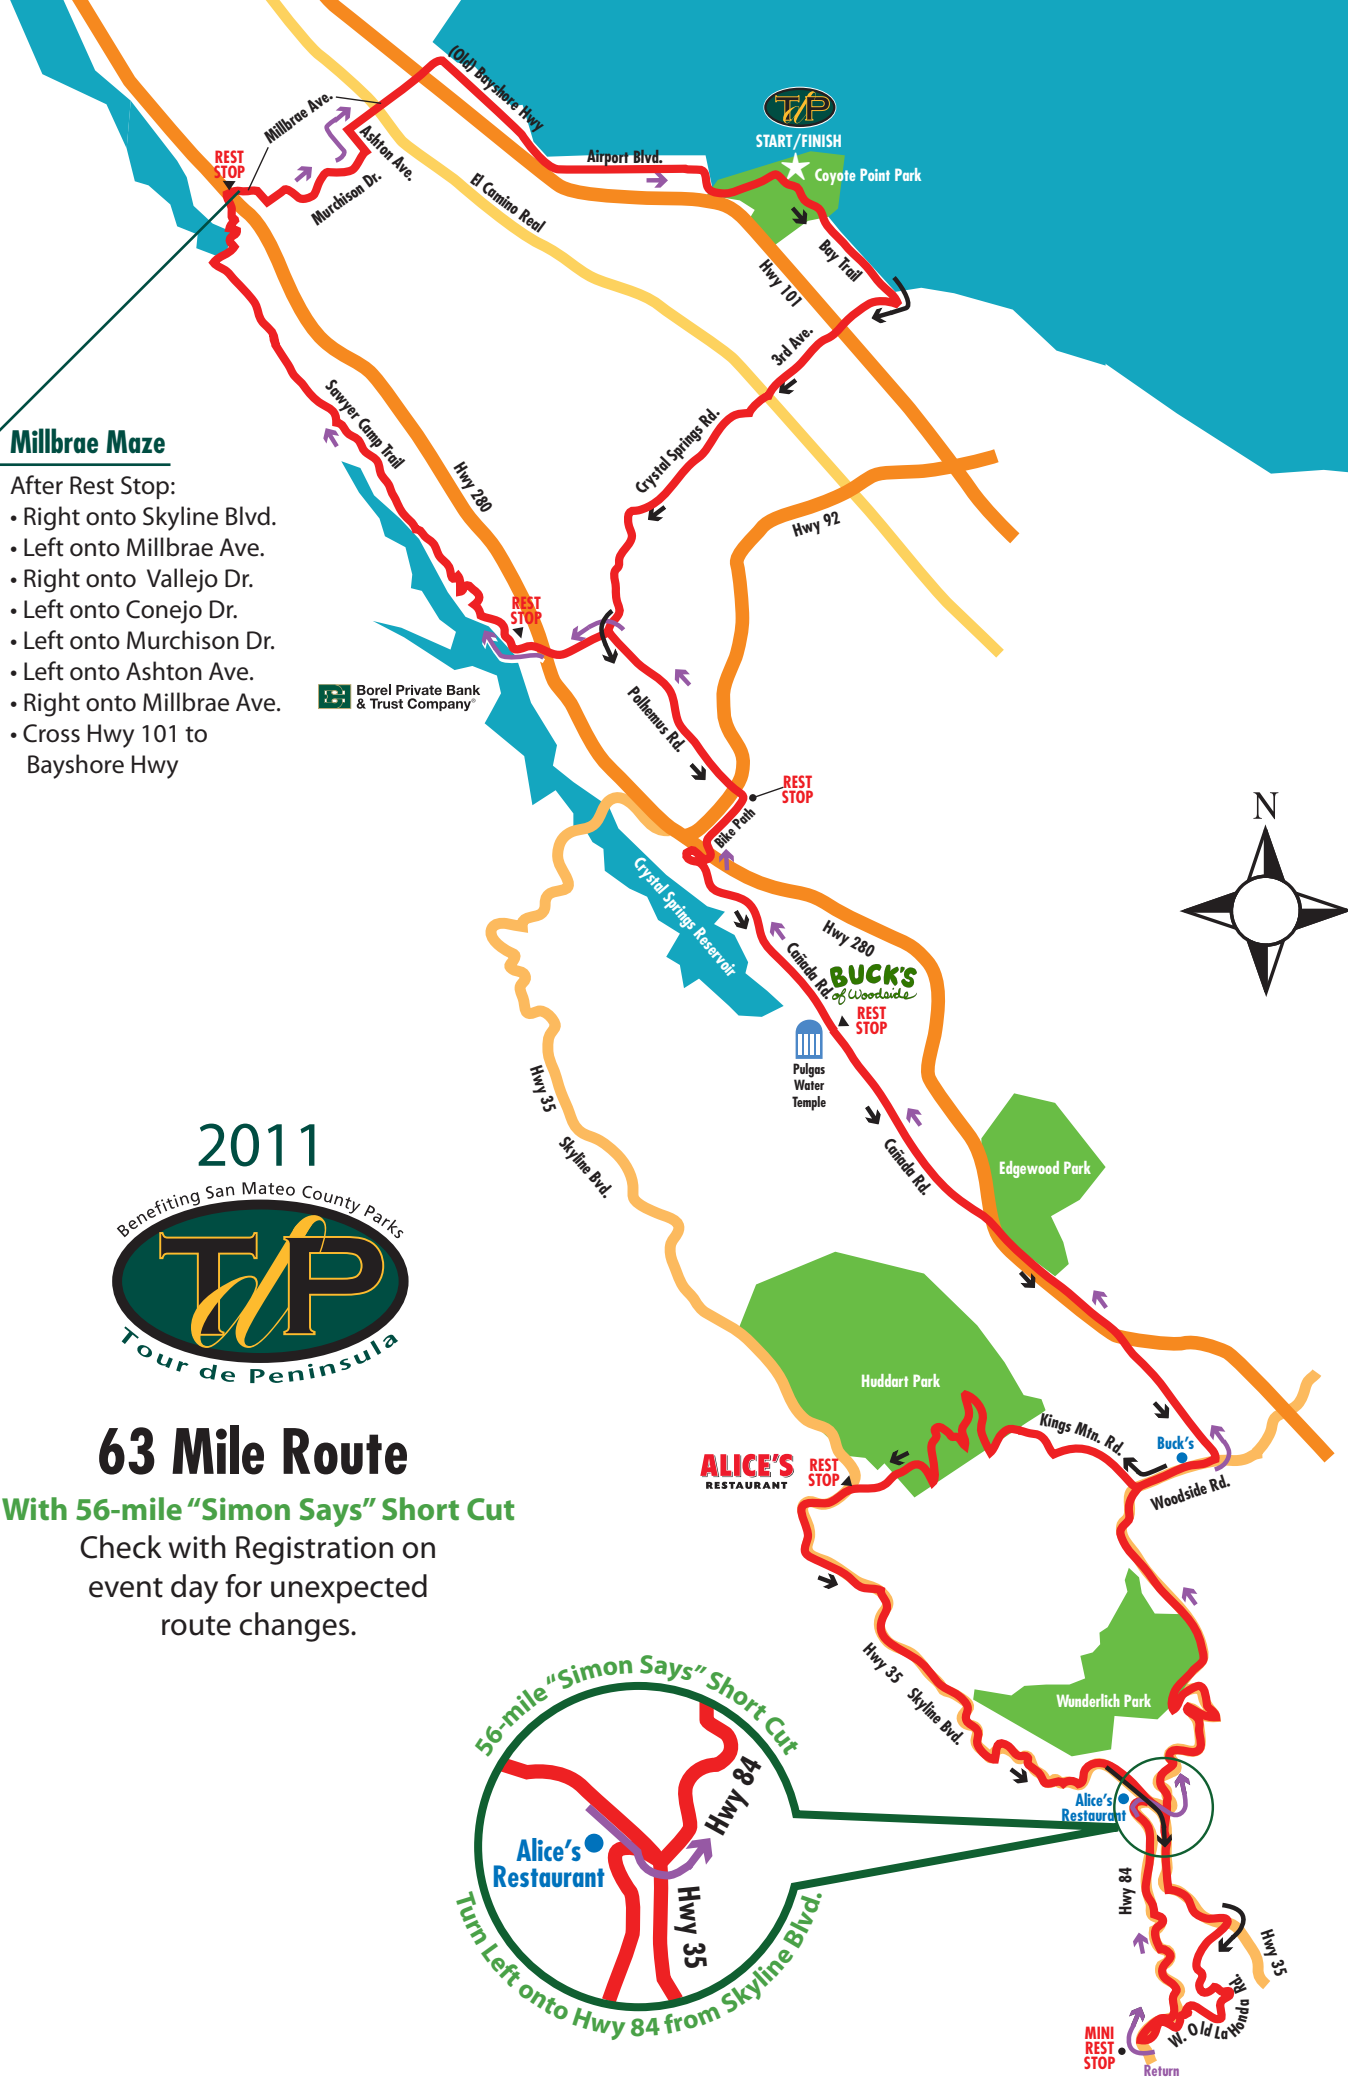 (Old) Bayshore Hwy
Millbrae Ave.
TdP
START/FINISH
REST
STOP
Ashton Ave.
Airport Blvd.
Coyote Point Park
Murchison Dr.
El Camino Real
Bay Trail
Hwy 101
3rd Ave.
Sawyer Camp Trail
Crystal Springs Rd.
Hwy 280
Hwy 92
Millbrae Maze
After Rest Stop:
• Right onto Skyline Blvd.
• Left onto Millbrae Ave.
• Right onto Vallejo Dr.
• Left onto Conejo Dr.
• Left onto Murchison Dr.
• Left onto Ashton Ave.
• Right onto Millbrae Ave.
• Cross Hwy 101 to
Bayshore Hwy
REST
STOP
Borel Private Bank
& Trust Company®
Polhemus Rd.
REST
STOP
Bike Path
N
Crystal Springs Reservoir
Hwy 280
Cañada Rd.
BUCK'S
of Woodside
REST
STOP
Pulgas
Water
Temple
Hwy 35
Skyline Bvd.
Cañada Rd.
Edgewood Park
2011
Benefiting San Mateo County Parks
TdP
Tour de Peninsula
Huddart Park
63 Mile Route
With 56-mile “Simon Says” Short Cut
Check with Registration on
event day for unexpected
route changes.
Kings Mtn. Rd.
Buck's
Woodside Rd.
ALICE'S
RESTAURANT
REST
STOP
Hwy 35
Skyline Bvd.
Wunderlich Park
56-mile “Simon Says” Short Cut
Hwy 84
Alice's
Restaurant
Hwy 35
Turn Left onto Hwy 84 from Skyline Blvd.
Alice's
Restaurant
Hwy 84
Hwy 35
W. Old La Honda Rd.
MINI
REST
STOP
Return